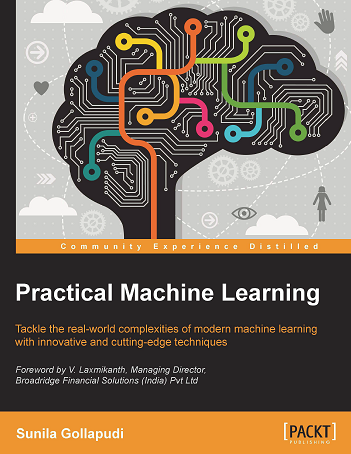 Community Experience Distilled
Practical Machine Learning
Tackle the real-world complexities of modern machine learning
with innovative and cutting-edge techniques
Foreword by V. Laxmikanth, Managing Director,
Broadridge Financial Solutions (India) Pvt Ltd
Sunila Gollapudi
[PACKT]
PUBLISHING